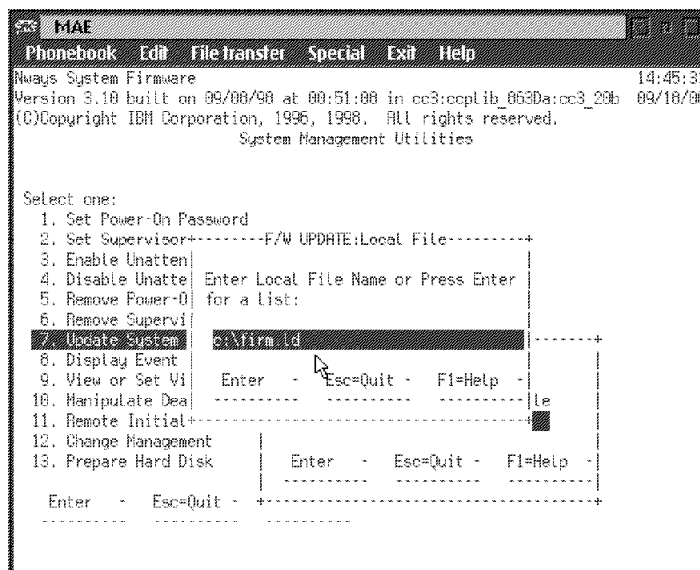 MAE
Phonebook Edit File transfer Special Exit Help
Nways System Firmware 14:45:3
Version 3.10 built on 09/08/98 at 00:51:08 in cc3:ccplib_063Da:cc3_20b 09/18/0
(C)Copyright IBM Corporation, 1996, 1998. All rights reserved.
System Management Utilities
Select one:
1. Set Power-On Password
2. Set Supervisor+--------F/W UPDATE:Local File---------+
3. Enable Unatten|
4. Disable Unatte| Enter Local File Name or Press Enter |
5. Remove Power-O| for a list: |
6. Remove Supervi|
7. Update System c:\firm.ld
8. Display Event |
9. View or Set Vi| Enter - Esc=Quit - F1=Help -|
10. Manipulate Dea| --------- --------- --------- |le
11. Remote Initial+
12. Change Management |
13. Prepare Hard Disk | Enter - Esc=Quit - F1=Help -|
Enter - Esc=Quit -